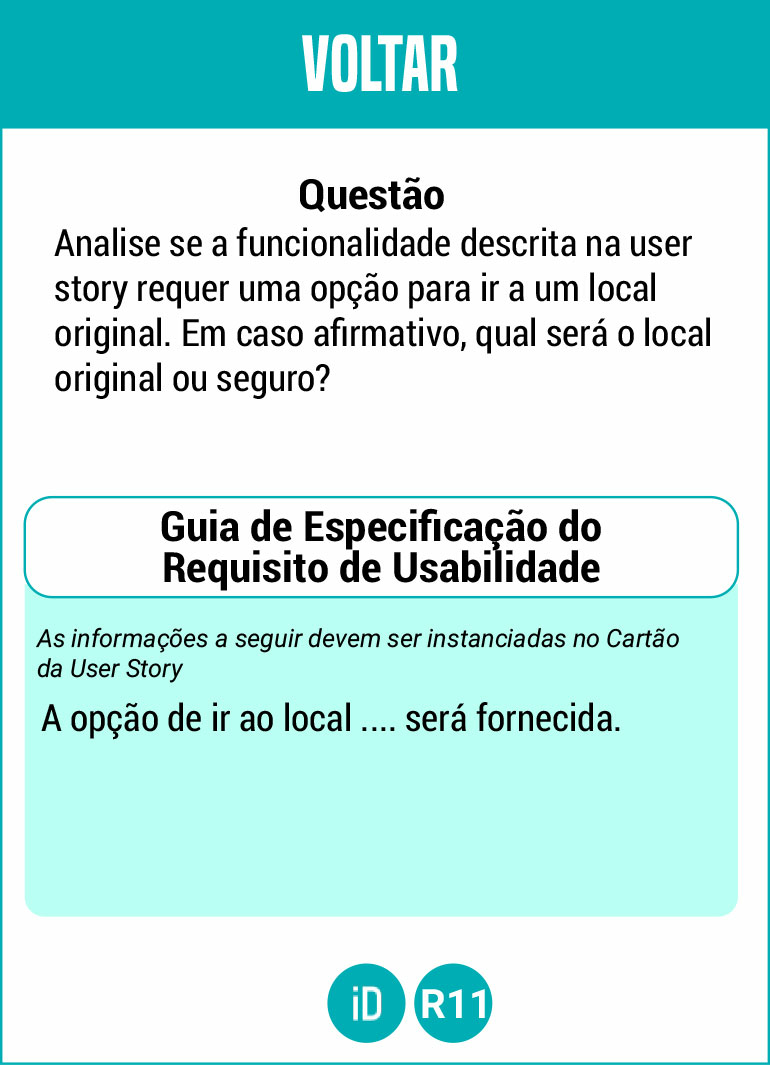 VOLTAR
Questão
Analise se a funcionalidade descrita na user
story requer uma opção para ir a um local
original. Em caso afirmativo, qual será o local
original ou seguro?
Guia de Especificação do
Requisito de Usabilidade
As informações a seguir devem ser instanciadas no Cartão
da User Story
A opção de ir ao local .... será fornecida.
iD R11